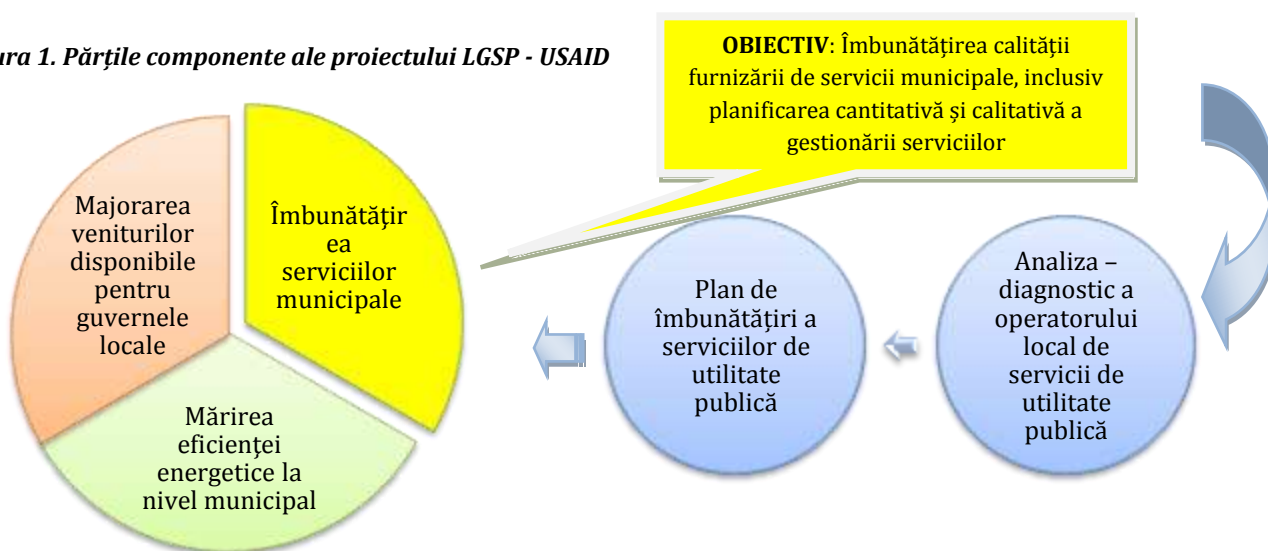 ura 1. Părțile componente ale proiectului LGSP - USAID
OBIECTIV: Îmbunătățirea calității
furnizării de servicii municipale, inclusiv
planificarea cantitativă și calitativă a
gestionării serviciilor
Majorarea
veniturilor
disponibile
pentru
guvernele
locale
Îmbunătățir
ea
serviciilor
municipale
Mărirea
eficienței
energetice la
nivel municipal
Plan de
îmbunătățiri a
serviciilor de
utilitate
publică
Analiza –
diagnostic a
operatorului
local de
servicii de
utilitate
publică